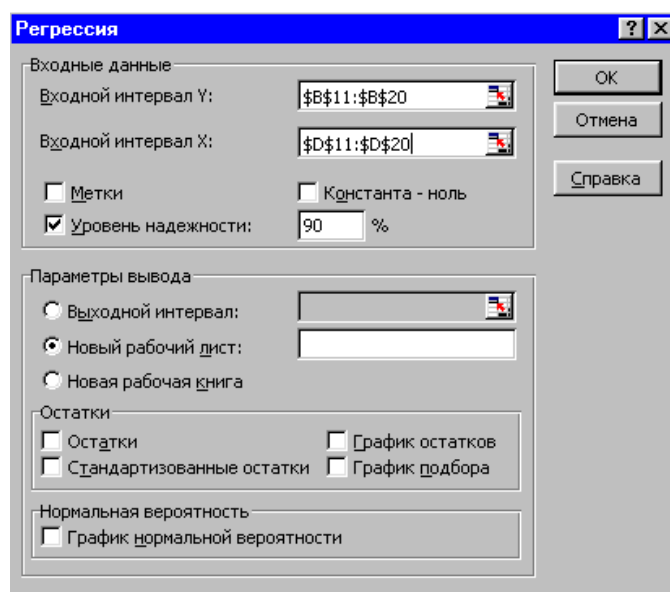 Регрессия
Входные данные
Входной интервал Y: $B$11:$B$20
Входной интервал X: $D$11:$D$20
Метки Константа - ноль
Уровень надежности: 90 %
OK
Отмена
Справка
Параметры вывода
Выходной интервал:
Новый рабочий лист:
Новая рабочая книга
Остатки
Остатки График остатков
Стандартизованные остатки График подбора
Нормальная вероятность
График нормальной вероятности